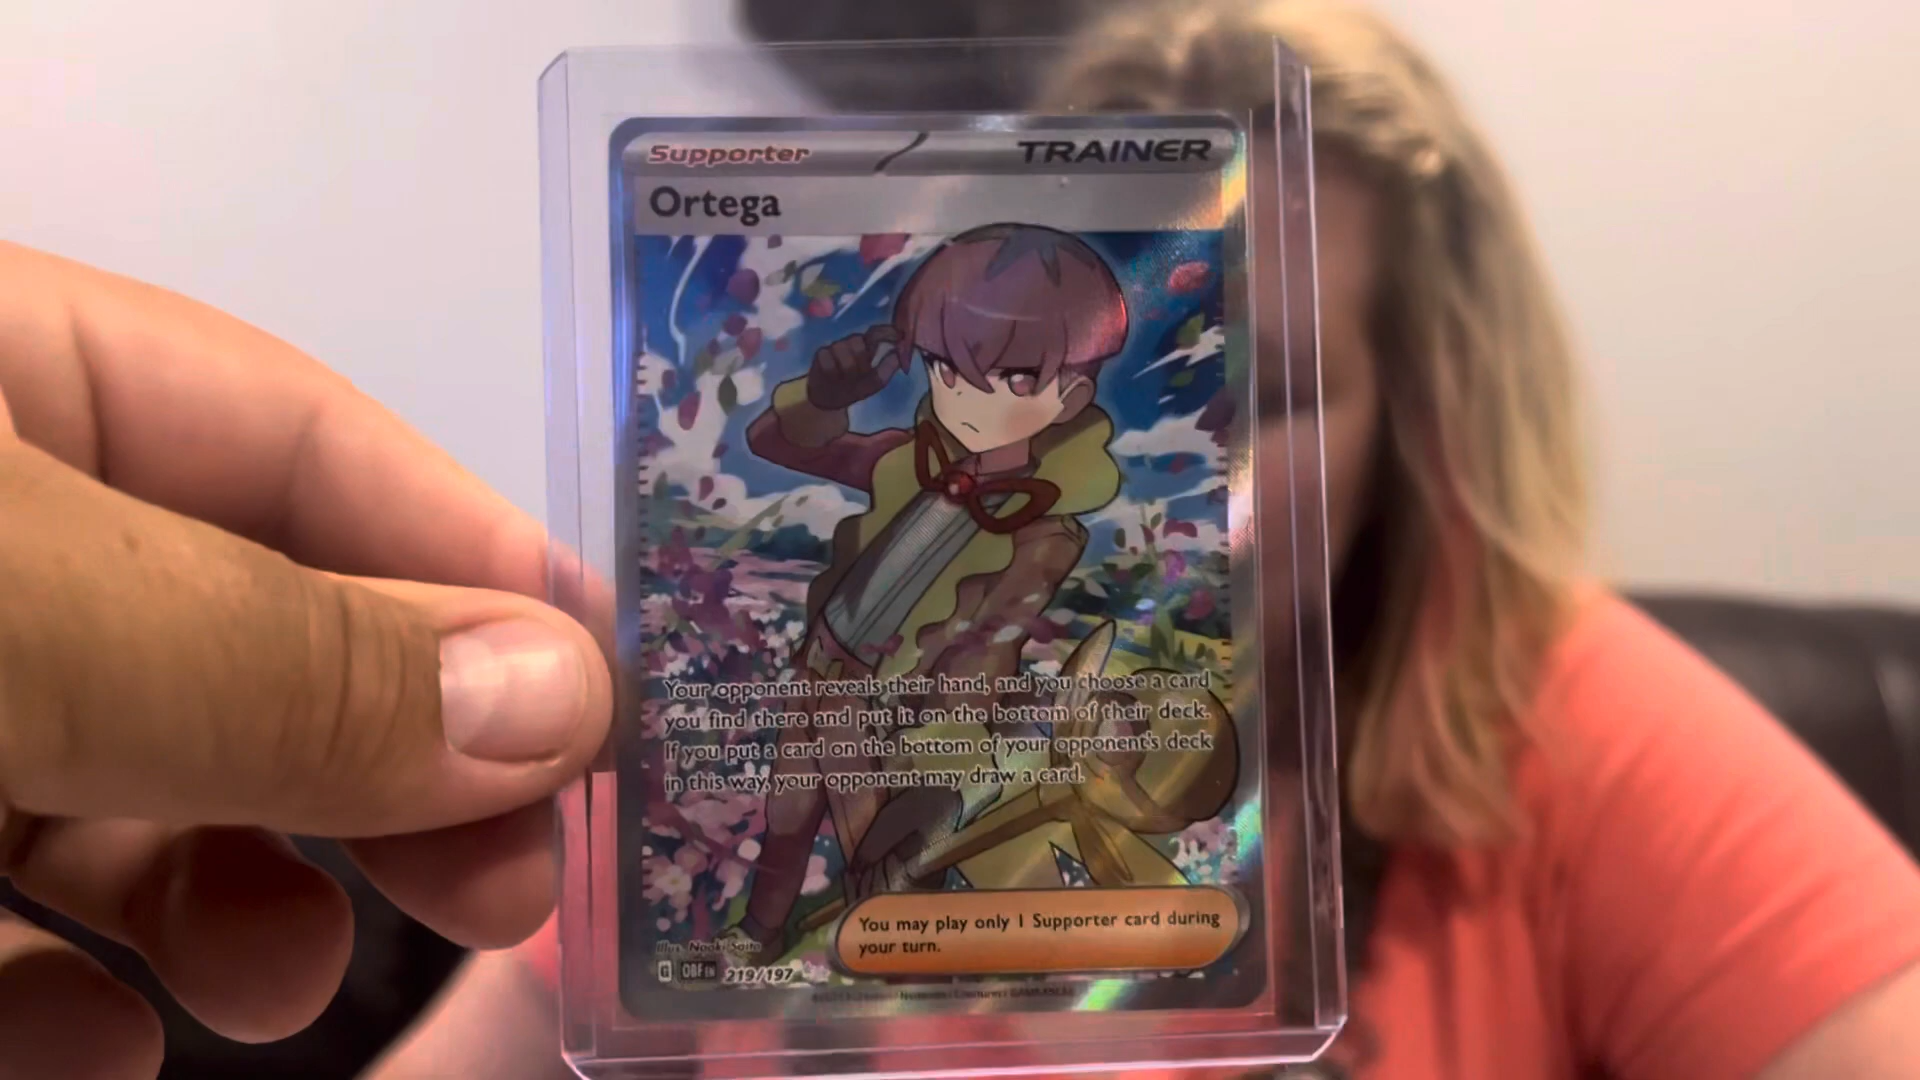 Supporter TRAINER
Ortega
Your opponent reveals their hand, and you choose a card
you find there and put it on the bottom of their deck.
If you put a card on the bottom of your opponent's deck
in this way, your opponent may draw a card.
You may play only 1 Supporter card during
your turn.
Illus. Naoki Saito
G OBF EN 219/197